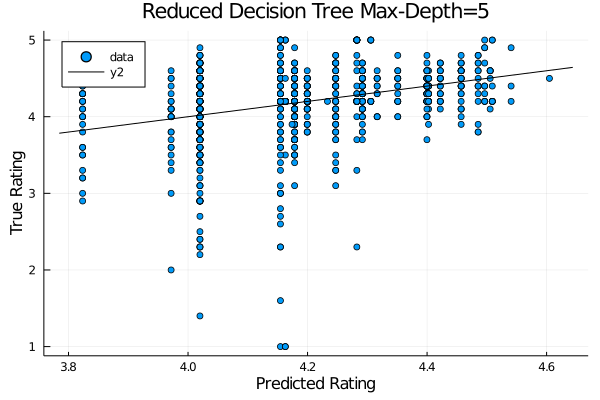 Reduced Decision Tree Max-Depth=5
data
y2
5
4
3
2
1
True Rating
3.8 4.0 4.2 4.4 4.6
Predicted Rating